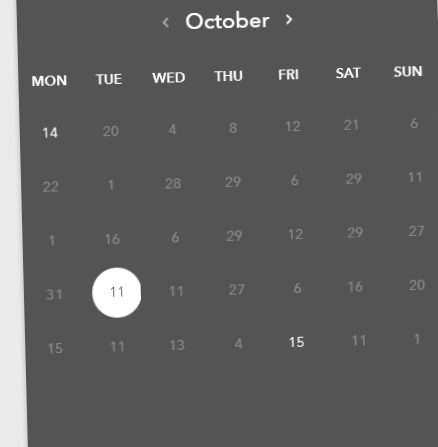 ‹ October ›
MON TUE WED THU FRI SAT SUN
14 20 4 8 12 21 6
22 1 28 29 6 29 11
1 16 6 29 12 29 27
31 11 11 27 6 16 20
15 11 13 4 15 11 1